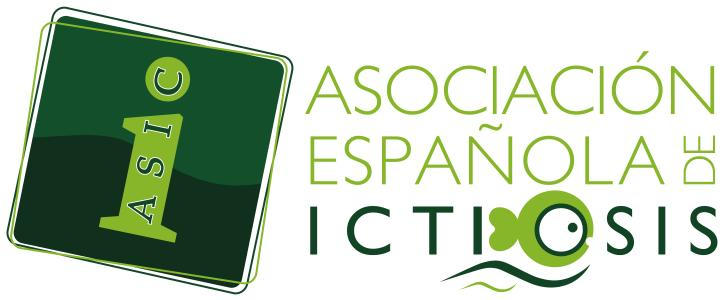 ASIC
ASOCIACIÓN
ESPAÑOLA DE
ICTIOSIS